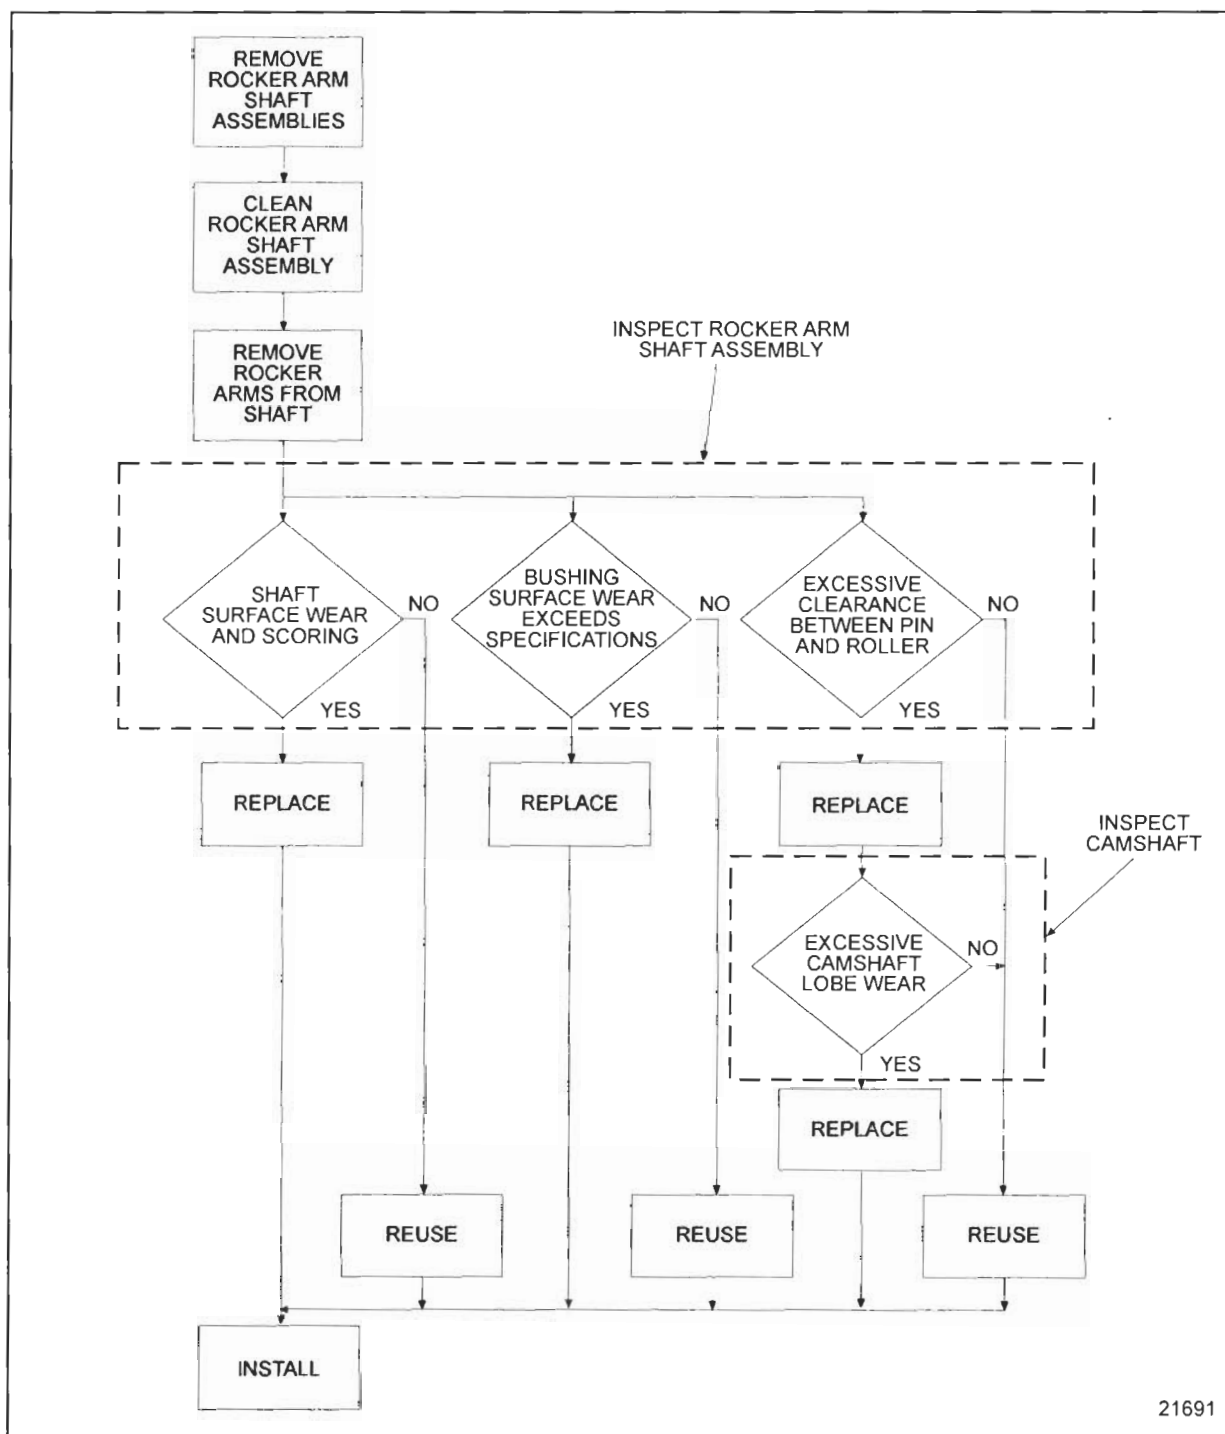 REMOVE
ROCKER ARM
SHAFT
ASSEMBLIES
CLEAN
ROCKER ARM
SHAFT
ASSEMBLY
REMOVE
ROCKER
ARMS FROM
SHAFT
INSPECT ROCKER ARM
SHAFT ASSEMBLY
SHAFT
SURFACE WEAR
AND SCORING
NO
YES
BUSHING
SURFACE WEAR
EXCEEDS
SPECIFICATIONS
NO
YES
EXCESSIVE
CLEARANCE
BETWEEN PIN
AND ROLLER
NO
YES
REPLACE
REPLACE
REPLACE
INSPECT
CAMSHAFT
EXCESSIVE
CAMSHAFT
LOBE WEAR
NO
YES
REPLACE
REUSE
REUSE
REUSE
INSTALL
21691